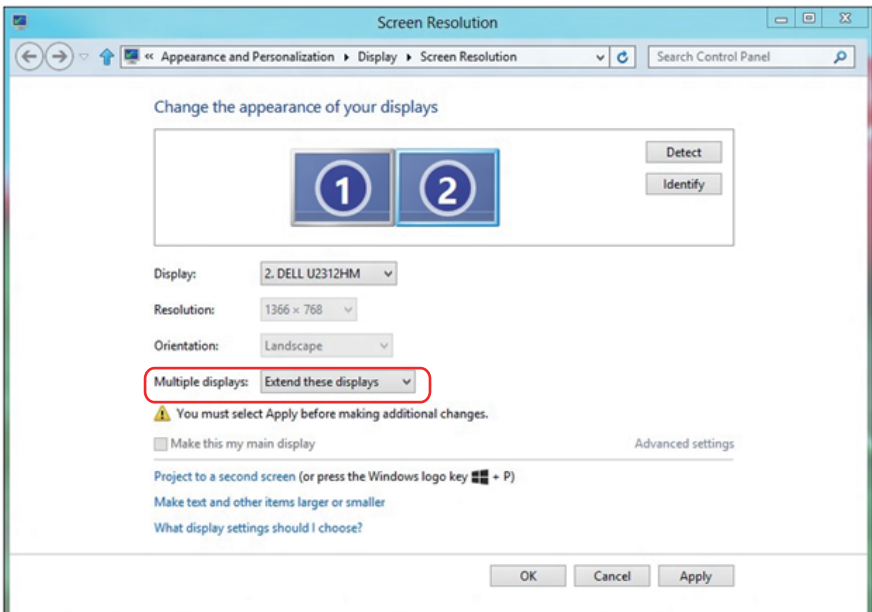 Screen Resolution
« Appearance and Personalization ▸ Display ▸ Screen Resolution
Search Control Panel
Change the appearance of your displays
1 2
Detect
Identify
Display: 2. DELL U2312HM
Resolution: 1366 × 768
Orientation: Landscape
Multiple displays: Extend these displays
You must select Apply before making additional changes.
Make this my main display
Advanced settings
Project to a second screen (or press the Windows logo key + P)
Make text and other items larger or smaller
What display settings should I choose?
OK Cancel Apply